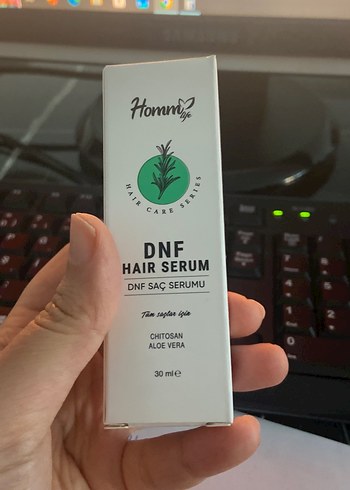 Hommy
life
HAIR CARE SERIES
DNF
HAIR SERUM
DNF SAÇ SERUMU
Tüm saçlar için
CHITOSAN
ALOE VERA
30 ml e